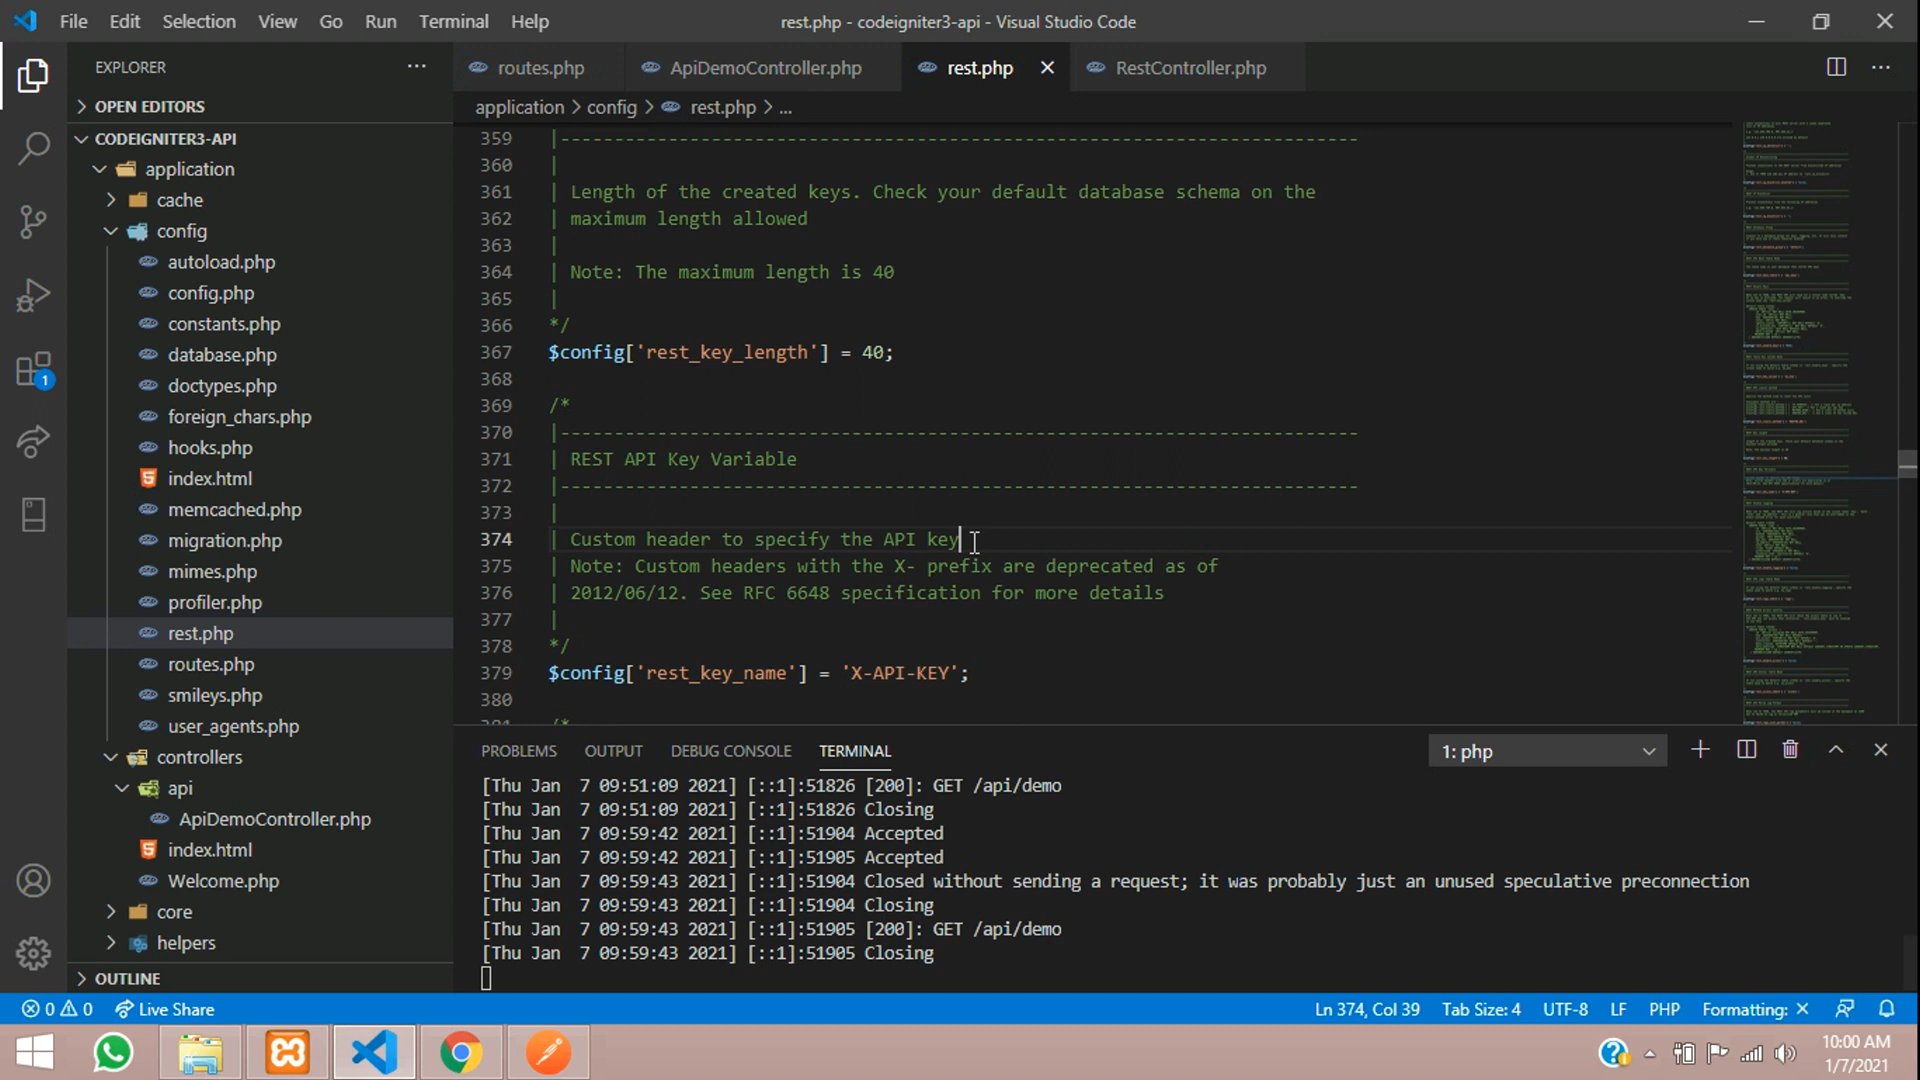 File Edit Selection View Go Run Terminal Help
rest.php - codeigniter3-api - Visual Studio Code
EXPLORER
OPEN EDITORS
CODEIGNITER3-API
application
cache
config
autoload.php
config.php
constants.php
database.php
doctypes.php
foreign_chars.php
hooks.php
index.html
memcached.php
migration.php
mimes.php
profiler.php
rest.php
routes.php
smileys.php
user_agents.php
controllers
api
ApiDemoController.php
index.html
Welcome.php
core
helpers
OUTLINE
1
routes.php ApiDemoController.php rest.php RestController.php
application > config > rest.php > ...
359 |--------------------------------------------------------------------------
360 |
361 | Length of the created keys. Check your default database schema on the
362 | maximum length allowed
363 |
364 | Note: The maximum length is 40
365 |
366 */
367 $config['rest_key_length'] = 40;
368
369 /*
370 |--------------------------------------------------------------------------
371 | REST API Key Variable
372 |--------------------------------------------------------------------------
373 |
374 | Custom header to specify the API key
375 | Note: Custom headers with the X- prefix are deprecated as of
376 | 2012/06/12. See RFC 6648 specification for more details
377 |
378 */
379 $config['rest_key_name'] = 'X-API-KEY';
380
381 /*
PROBLEMS OUTPUT DEBUG CONSOLE TERMINAL
1: php
[Thu Jan  7 09:51:09 2021] [::1]:51826 [200]: GET /api/demo
[Thu Jan  7 09:51:09 2021] [::1]:51826 Closing
[Thu Jan  7 09:59:42 2021] [::1]:51904 Accepted
[Thu Jan  7 09:59:42 2021] [::1]:51905 Accepted
[Thu Jan  7 09:59:43 2021] [::1]:51904 Closed without sending a request; it was probably just an unused speculative preconnection
[Thu Jan  7 09:59:43 2021] [::1]:51904 Closing
[Thu Jan  7 09:59:43 2021] [::1]:51905 [200]: GET /api/demo
[Thu Jan  7 09:59:43 2021] [::1]:51905 Closing
0 0 Live Share
Ln 374, Col 39 Tab Size: 4 UTF-8 LF PHP Formatting: ×
10:00 AM
1/7/2021